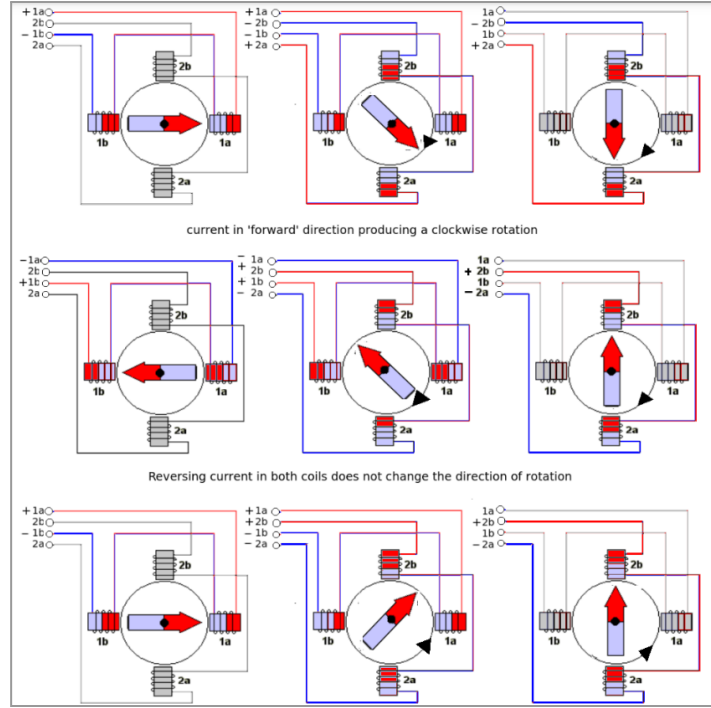 + 1a
2b
− 1b
2a
2b
1b
1a
2a
+ 1a
− 2b
− 1b
+ 2a
2b
1b
1a
2a
1a
− 2b
1b
+ 2a
2b
1b
1a
2a
current in 'forward' direction producing a clockwise rotation
−1a
2b
+1b
2a
2b
1b
1a
2a
− 1a
+ 2b
+ 1b
− 2a
2b
1b
1a
2a
1a
+ 2b
1b
− 2a
2b
1b
1a
2a
Reversing current in both coils does not change the direction of rotation
+ 1a
2b
− 1b
2a
2b
1b
1a
2a
+ 1a
+ 2b
− 1b
− 2a
2b
1b
1a
2a
1a
+ 2b
1b
− 2a
2b
1b
1a
2a